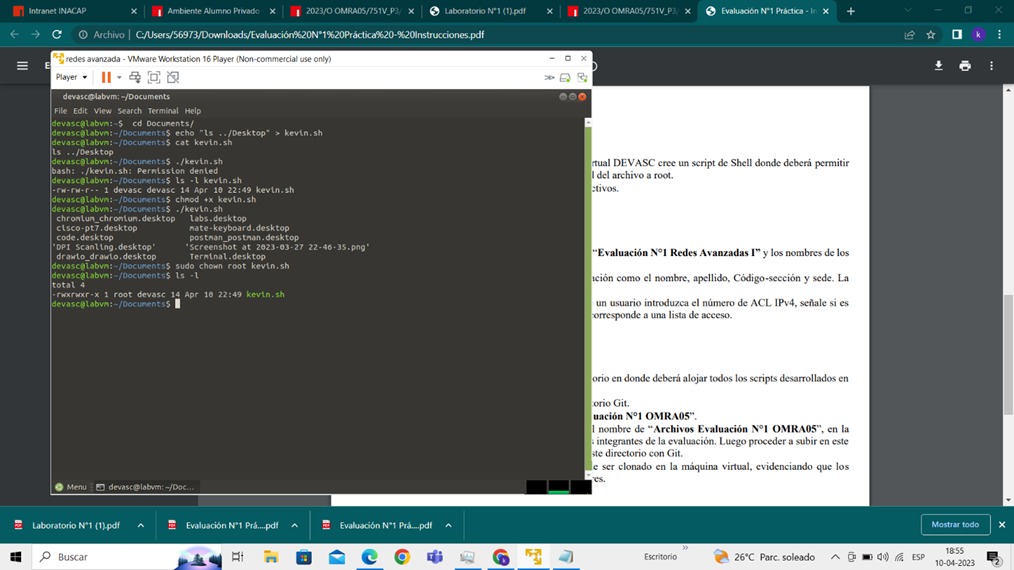 Intranet INACAP
Ambiente Alumno Privado
2023/O OMRA05/751V_P3/
Laboratorio N°1 (1).pdf
2023/O OMRA05/751V_P3/
Evaluación N°1 Práctica - In
Archivo
C:/Users/56973/Downloads/Evaluación%20N°1%20Práctica%20-%20Instrucciones.pdf
k
redes avanzada - VMware Workstation 16 Player (Non-commercial use only)
Player
devasc@labvm: ~/Documents
File Edit View Search Terminal Help
devasc@labvm:~$  cd Documents/
devasc@labvm:~/Documents$ echo "ls ../Desktop" > kevin.sh
devasc@labvm:~/Documents$ cat kevin.sh
ls ../Desktop
devasc@labvm:~/Documents$ ./kevin.sh
bash: ./kevin.sh: Permission denied
devasc@labvm:~/Documents$ ls -l kevin.sh
-rw-rw-r-- 1 devasc devasc 14 Apr 10 22:49 kevin.sh
devasc@labvm:~/Documents$ chmod +x kevin.sh
devasc@labvm:~/Documents$ ./kevin.sh
chromium_chromium.desktop   labs.desktop
cisco-pt7.desktop           mate-keyboard.desktop
code.desktop                postman_postman.desktop
'DPI Scanling.desktop'      'Screenshot at 2023-03-27 22-46-35.png'
drawio_drawio.desktop       Terminal.desktop
devasc@labvm:~/Documents$ sudo chown root kevin.sh
devasc@labvm:~/Documents$ ls -l
total 4
-rwxrwxr-x 1 root devasc 14 Apr 10 22:49 kevin.sh
devasc@labvm:~/Documents$
Menu
devasc@labvm: ~/Doc...
rtual DEVASC cree un script de Shell donde deberá permitir
l del archivo a root.
ctivos.
"Evaluación N°1 Redes Avanzadas I" y los nombres de los
ación como el nombre, apellido, Código-sección y sede. La
un usuario introduzca el número de ACL IPv4, señale si es
orresponde a una lista de acceso.
orio en donde deberá alojar todos los scripts desarrollados en
torio Git.
uación N°1 OMRA05".
l nombre de "Archivos Evaluación N°1 OMRA05", en la
s integrantes de la evaluación. Luego proceder a subir en este
ste directorio con Git.
e ser clonado en la máquina virtual, evidenciando que los
res.
Laboratorio N°1 (1).pdf
Evaluación N°1 Prá....pdf
Evaluación N°1 Prá....pdf
Mostrar todo
Buscar
Escritorio
26°C Parc. soleado
ESP
18:55
10-04-2023
2